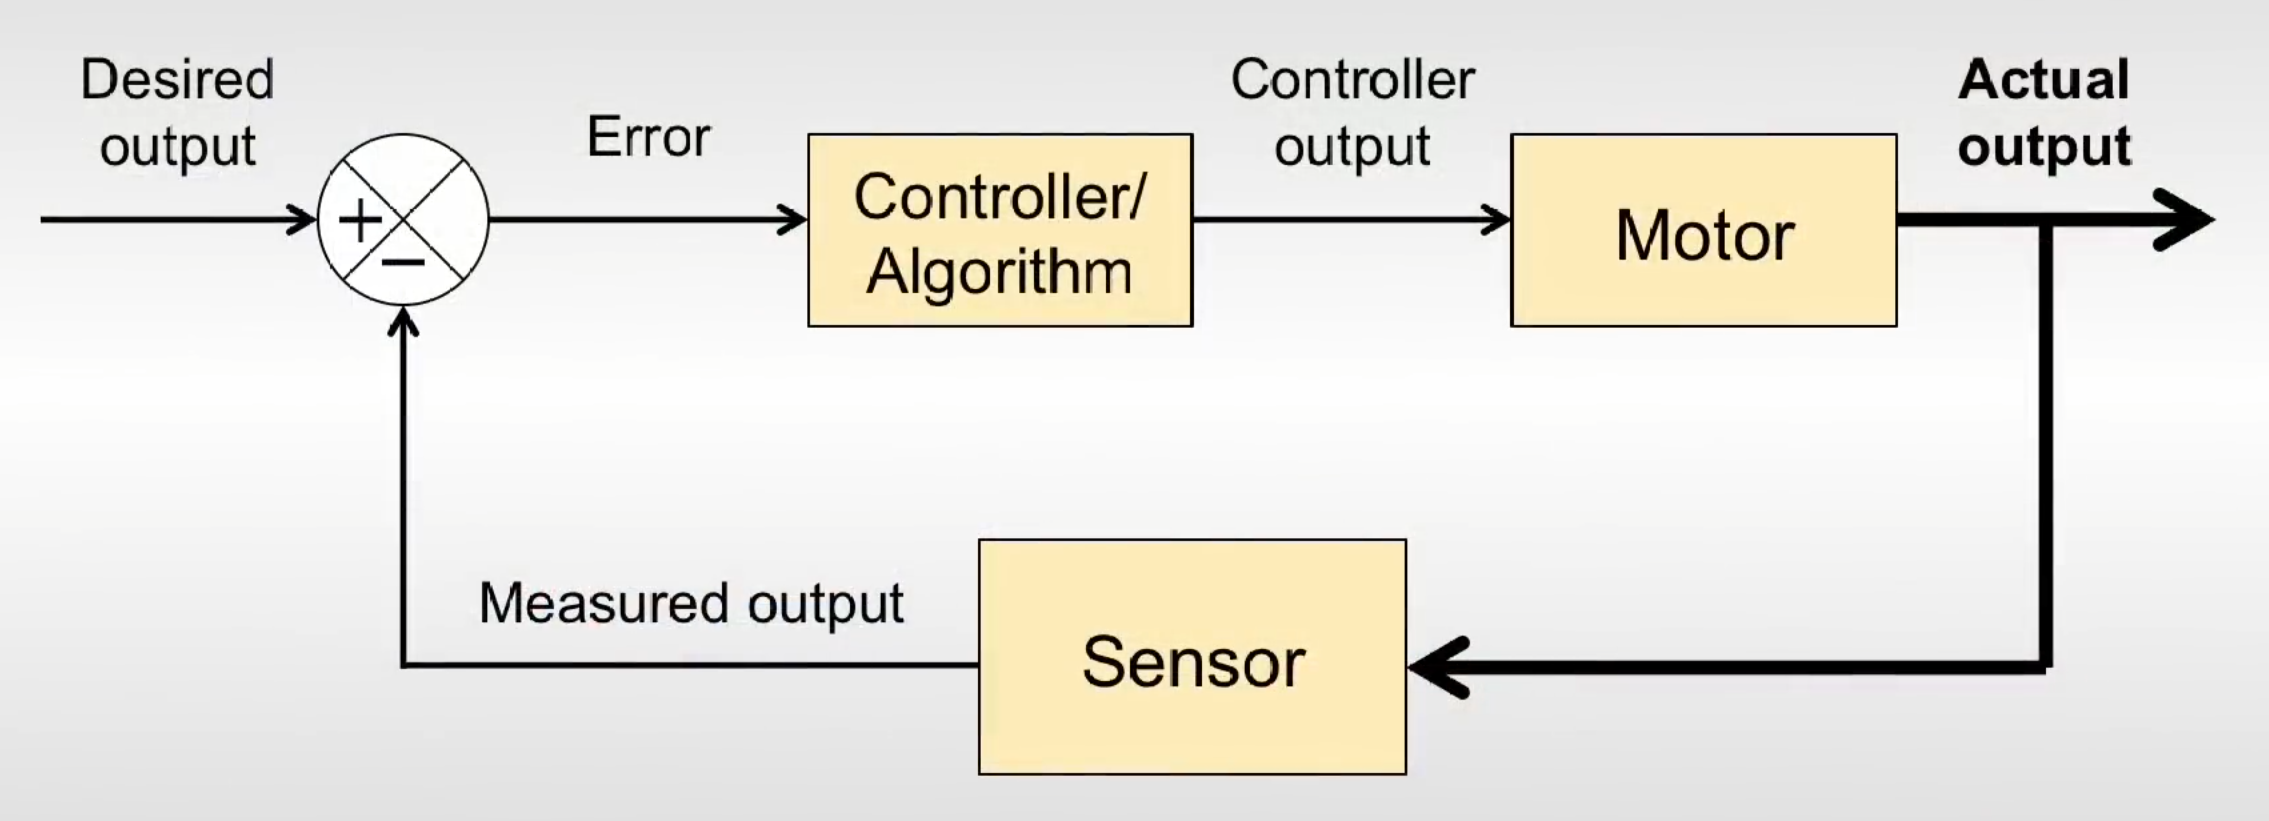 Desired
output
Error
Controller/
Algorithm
Controller
output
Motor
Actual
output
+
−
Measured output
Sensor